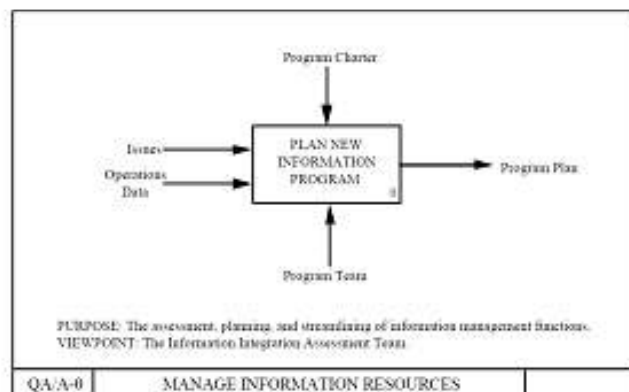 Program Charter
Issues
Operations
Data
PLAN NEW
INFORMATION
PROGRAM
0
Program Plan
Program Team
PURPOSE: The assessment, planning, and streamlining of information management functions.
VIEWPOINT: The Information Integration Assessment Team.
QA/A-0 MANAGE INFORMATION RESOURCES